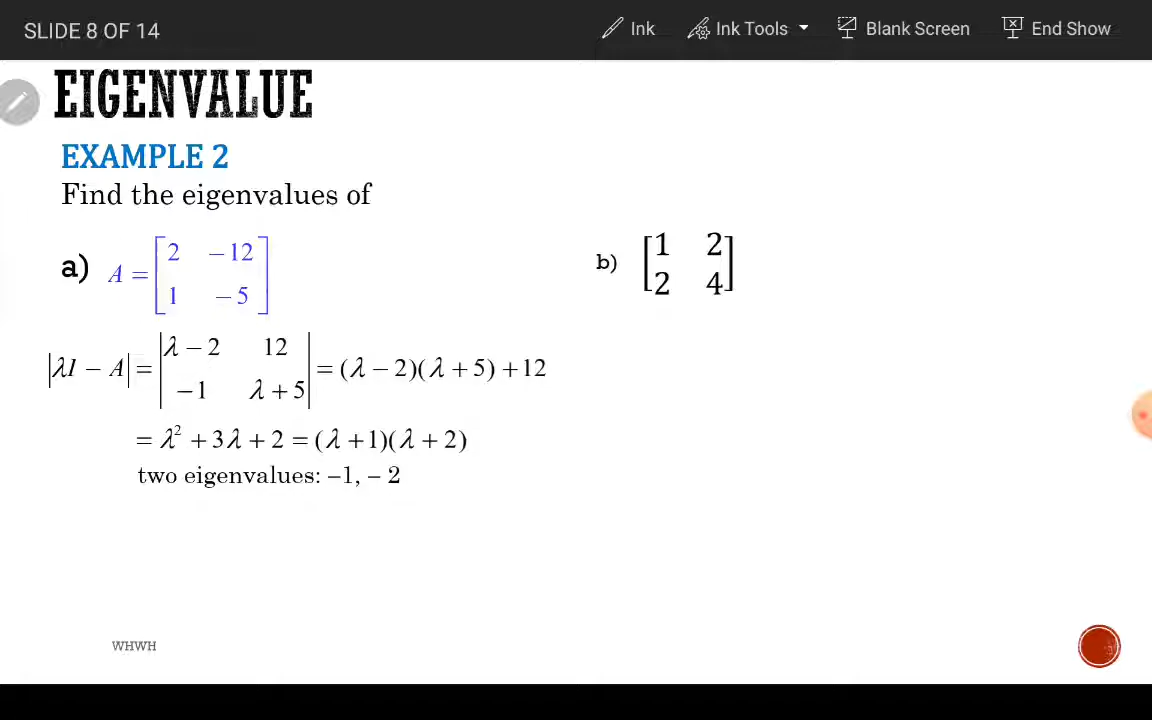 SLIDE 8 OF 14 Ink Ink Tools Blank Screen End Show
EIGENVALUE
EXAMPLE 2
Find the eigenvalues of
a) A = [2 −12
1 −5]
b) [1 2
2 4]
|λI − A| = |λ − 2 12
−1 λ + 5| = (λ − 2)(λ + 5) + 12
= λ² + 3λ + 2 = (λ + 1)(λ + 2)
two eigenvalues: −1, − 2
WHWH